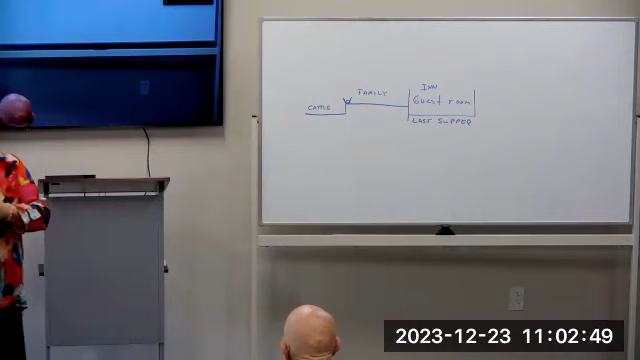 INN
FAMILY
Guest room
CATTLE
LAST SUPPER
2023-12-23 11:02:49